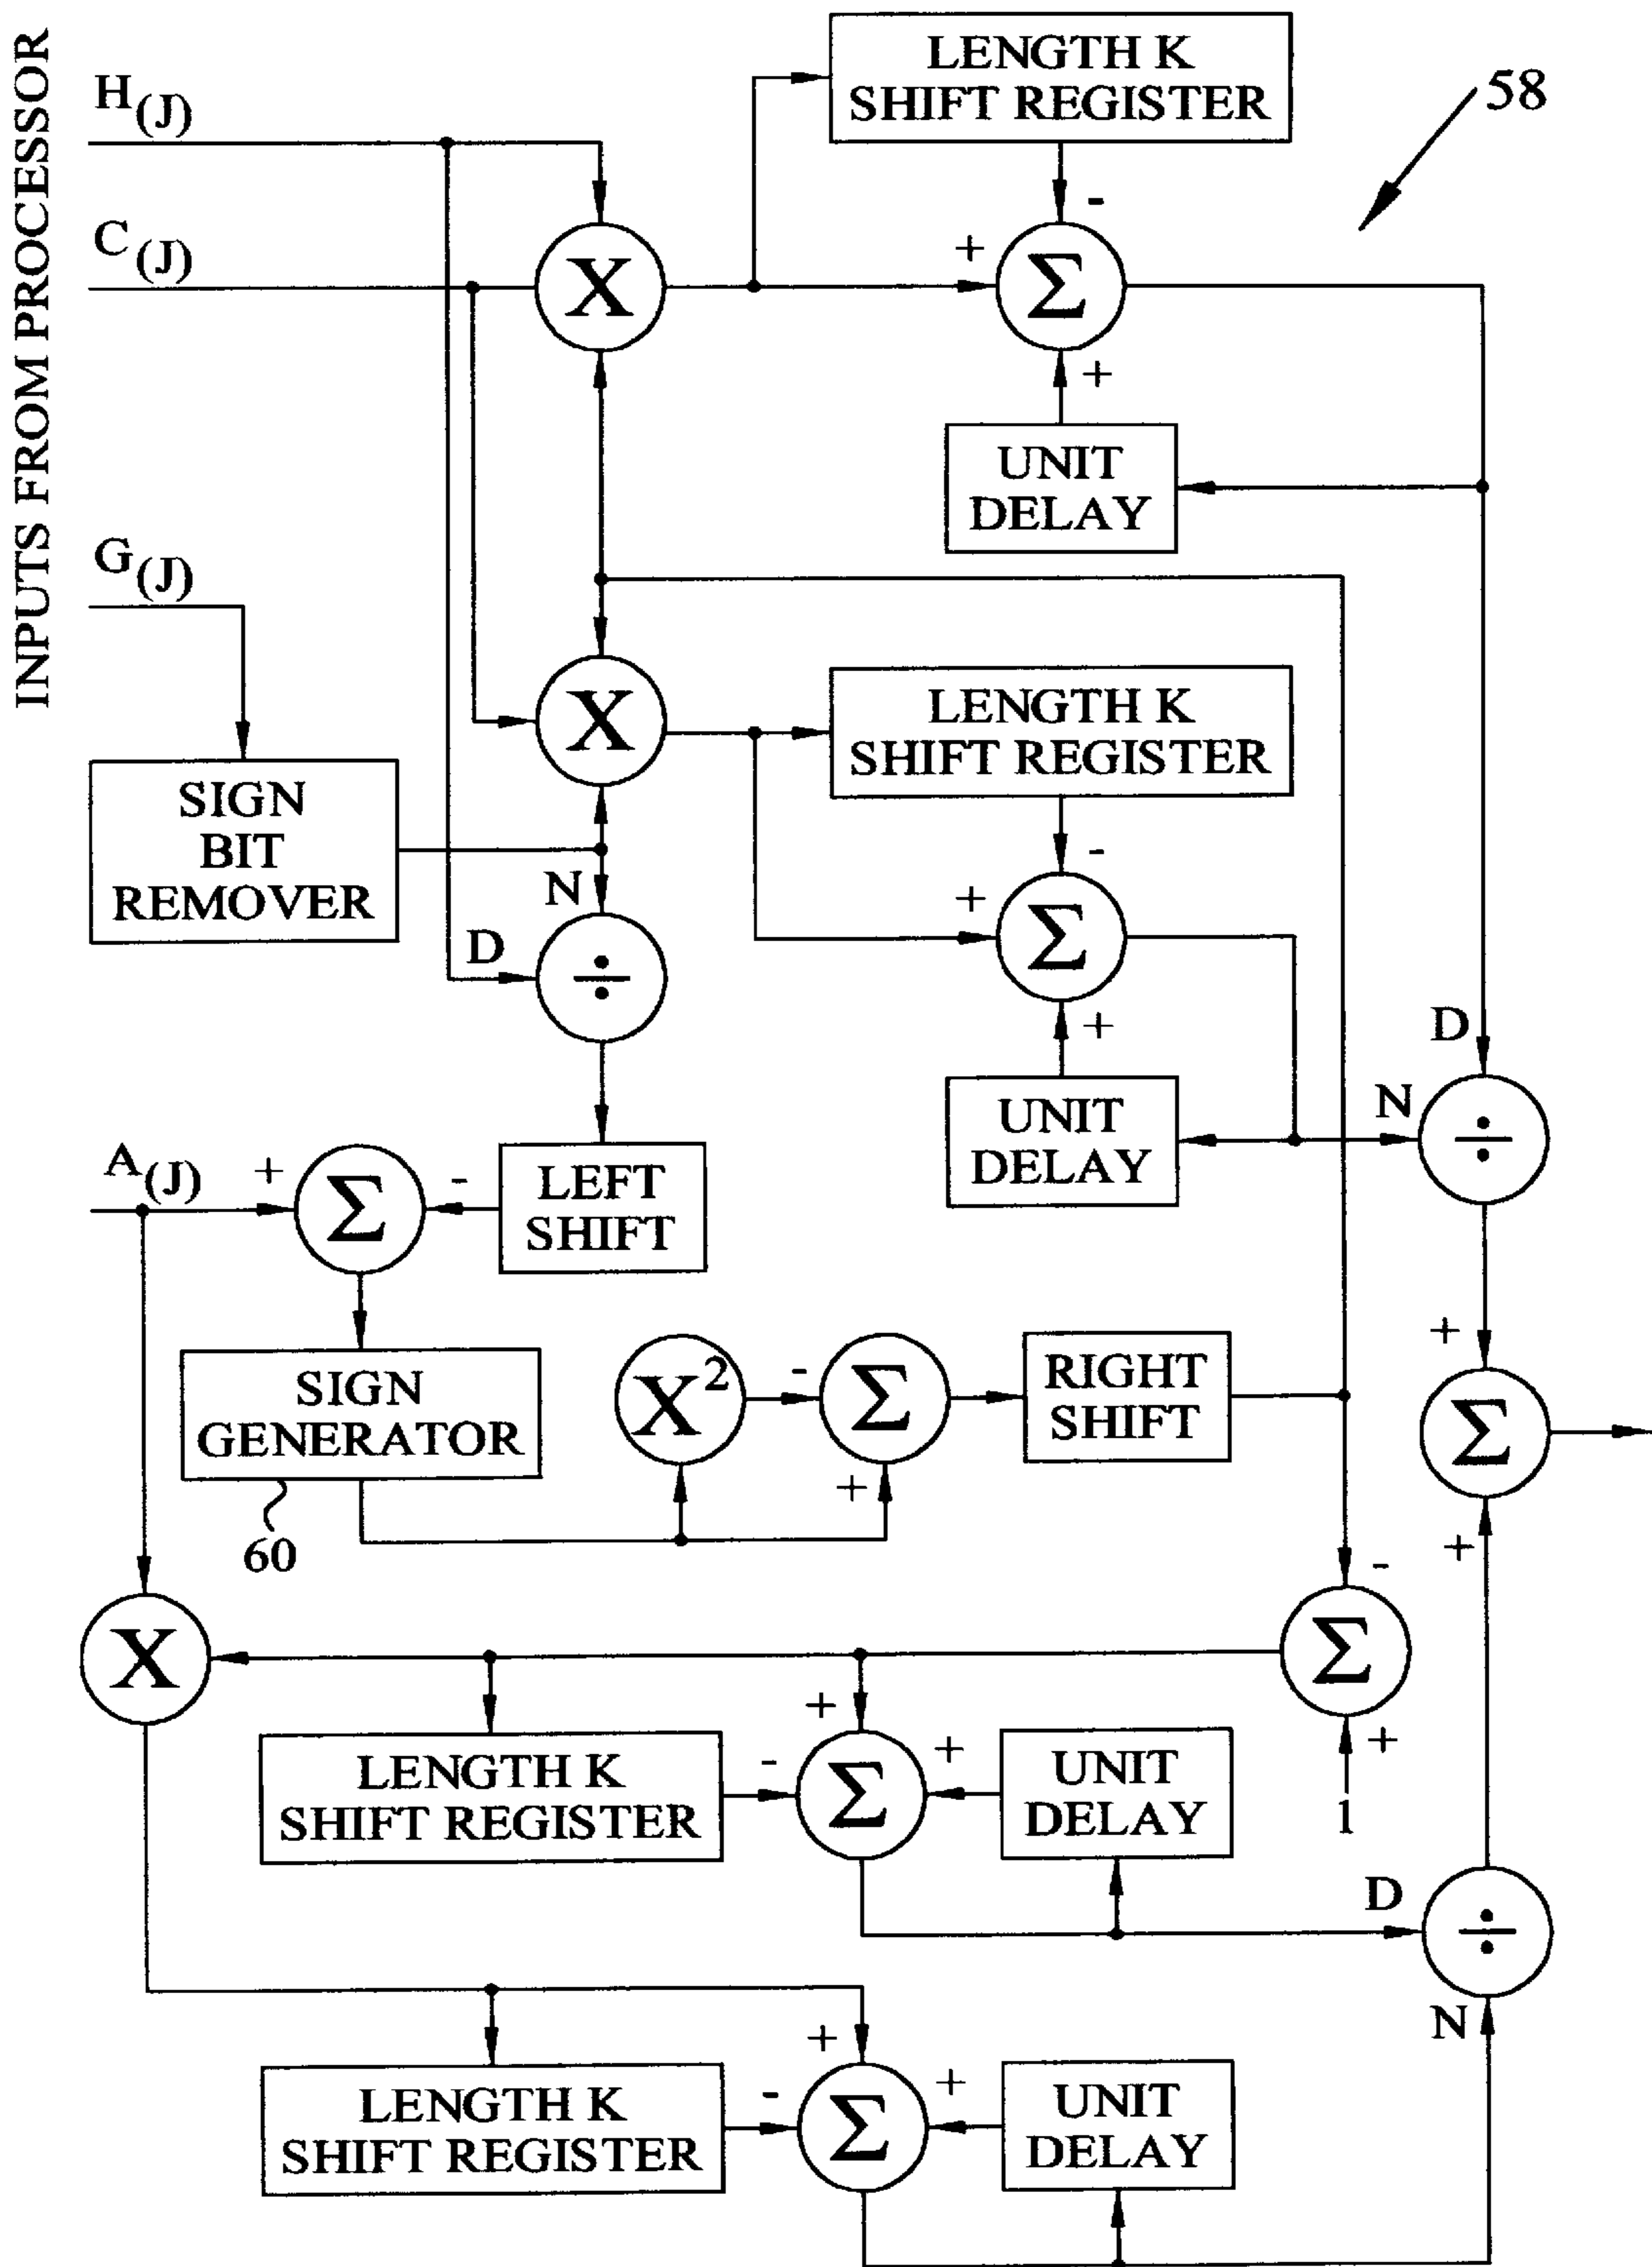 INPUTS FROM PROCESSOR
LENGTH K
SHIFT REGISTER
58
H(J)
C(J)
X
-
+
Σ
+
UNIT
DELAY
G(J)
X
LENGTH K
SHIFT REGISTER
SIGN
BIT
REMOVER
N
D
÷
-
+
Σ
+
UNIT
DELAY
D
N
÷
A(J)
+
Σ
-
LEFT
SHIFT
SIGN
GENERATOR
60
X²
-
Σ
+
RIGHT
SHIFT
+
Σ
+
X
-
Σ
+
1
LENGTH K
SHIFT REGISTER
+
-
Σ
+
UNIT
DELAY
D
÷
N
LENGTH K
SHIFT REGISTER
+
-
Σ
+
UNIT
DELAY